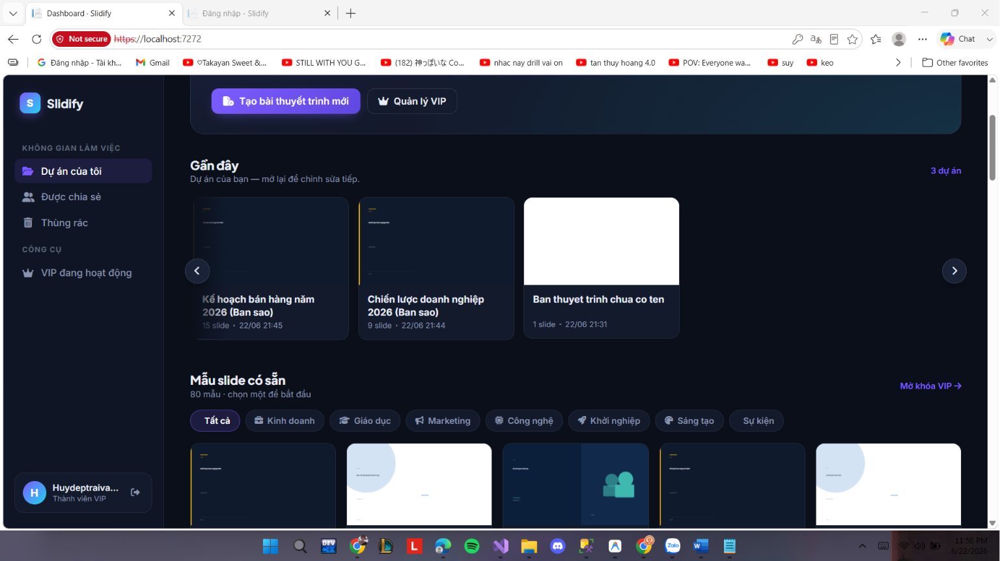 Dashboard · Slidify
Đăng nhập - Slidify
Not secure
https://localhost:7272
Chat
Đăng nhập - Tài kh...
Gmail
♡Takayan Sweet &...
STILL WITH YOU G...
(182) 神っぽいな Co...
nhac nay drill vai on
tan thuy hoang 4.0
POV: Everyone wa...
suy
keo
Other favorites
S
Slidify
Tạo bài thuyết trình mới
Quản lý VIP
KHÔNG GIAN LÀM VIỆC
Dự án của tôi
Được chia sẻ
Thùng rác
CÔNG CỤ
VIP đang hoạt động
Gần đây
Dự án của bạn — mở lại để chỉnh sửa tiếp.
3 dự án
Kế hoạch bán hàng năm
2026 (Ban sao)
15 slide • 22/06 21:45
Chiến lược doanh nghiệp
2026 (Ban sao)
9 slide • 22/06 21:44
Ban thuyet trinh chua co ten
1 slide • 22/06 21:31
Mẫu slide có sẵn
80 mẫu · chọn một để bắt đầu
Mở khóa VIP →
Tất cả
Kinh doanh
Giáo dục
Marketing
Công nghệ
Khởi nghiệp
Sáng tạo
Sự kiện
H
Huydeptraiva...
Thành viên VIP
DEV
L
Zalo
W
11:56 PM
6/22/2026